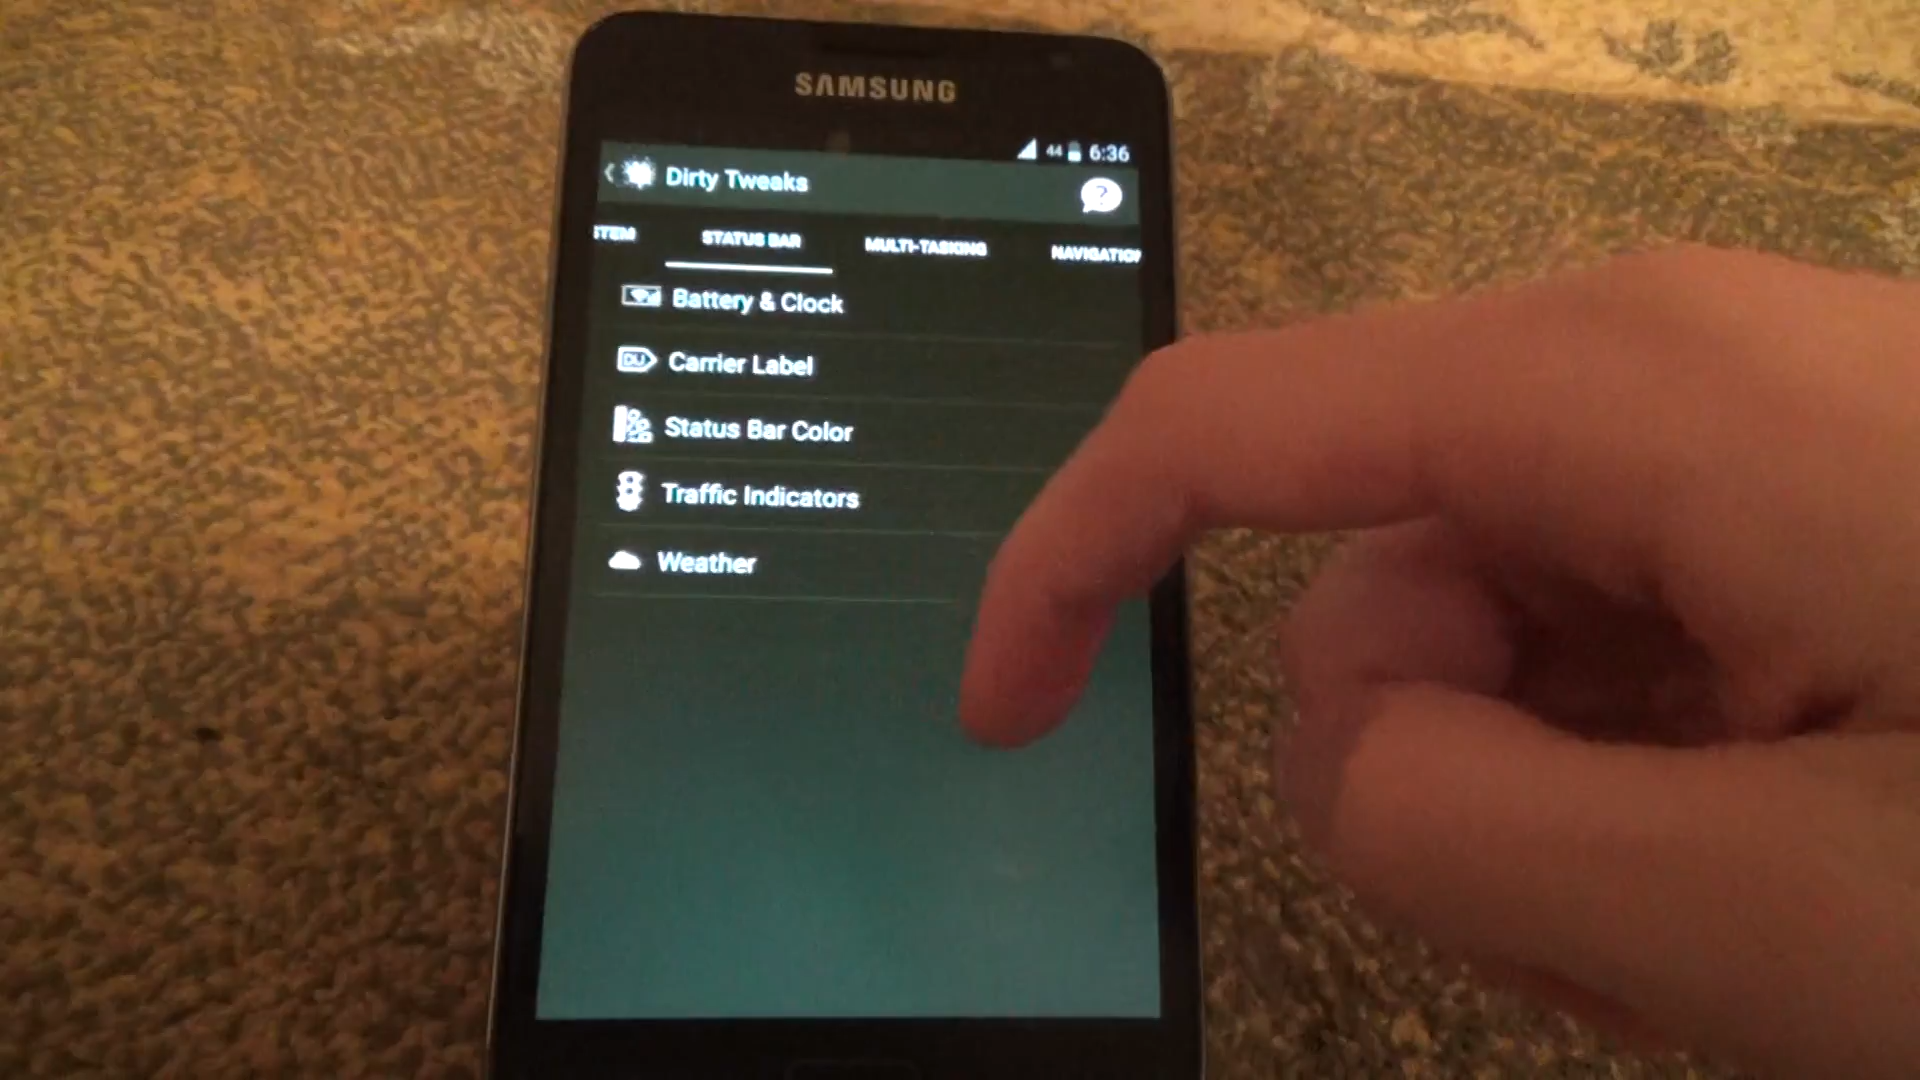 SAMSUNG
44 6:36
Dirty Tweaks
?
STEM STATUS BAR MULTI-TASKING NAVIGATION
Battery & Clock
DU Carrier Label
Status Bar Color
Traffic Indicators
Weather